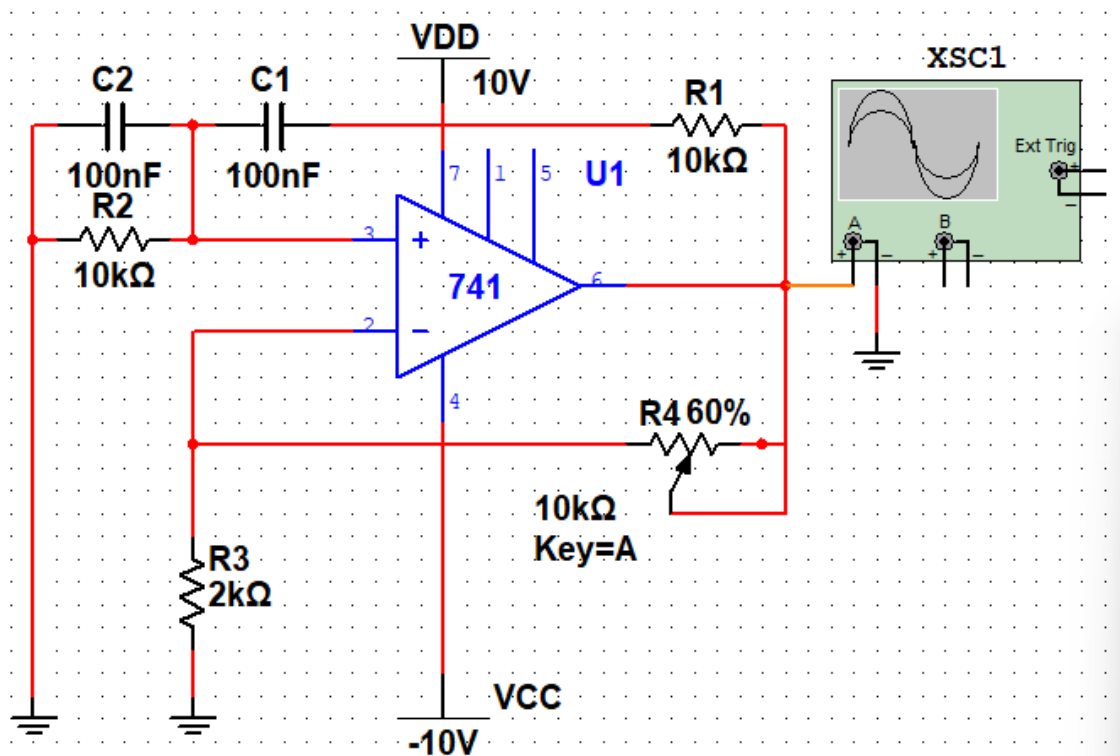 VDD
10V
C2
100nF
C1
100nF
R1
10kΩ
XSC1
Ext Trig
+
−
A
B
+
−
+
−
R2
10kΩ
7
1
5
U1
3
+
741
6
2
−
4
R4 60%
10kΩ
Key=A
R3
2kΩ
VCC
-10V